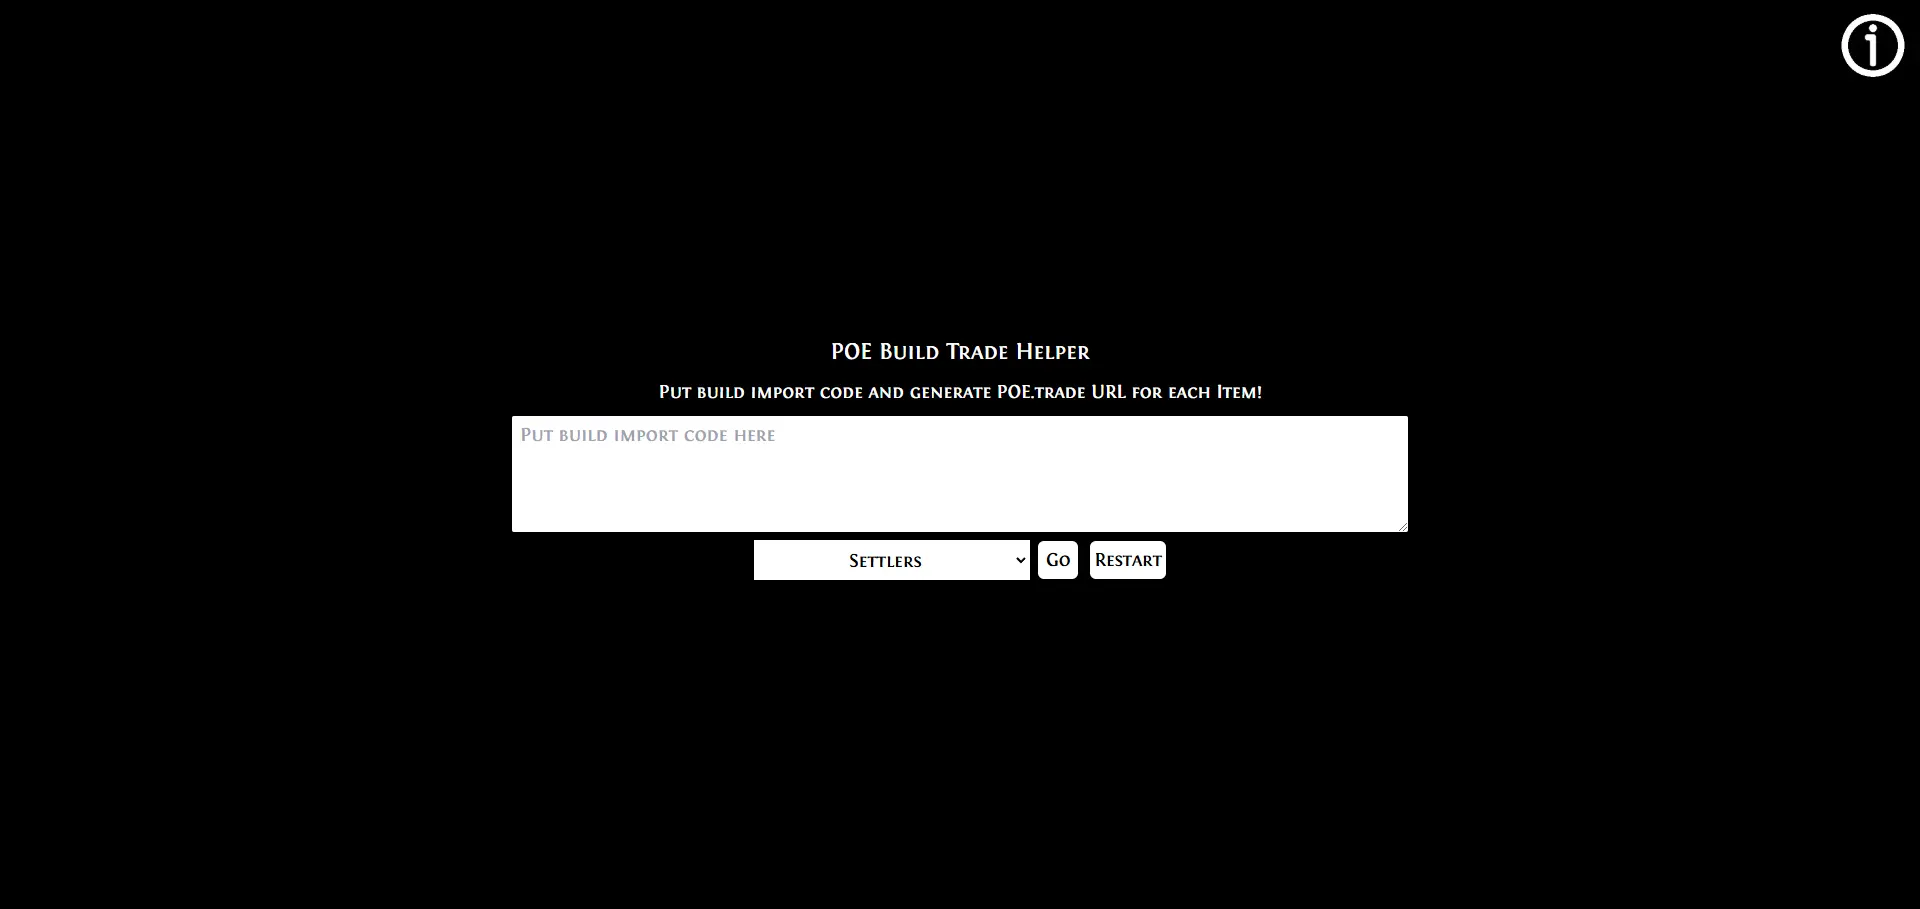 POE Build Trade Helper
Put build import code and generate POE.trade URL for each Item!
Put build import code here
Settlers
Go
Restart